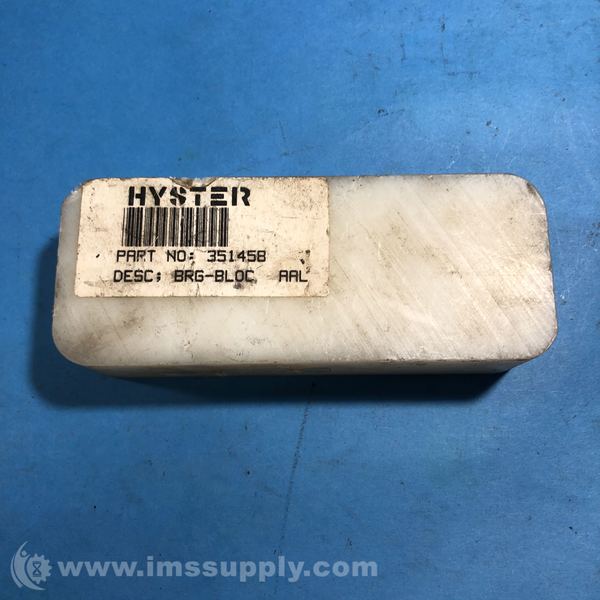 HYSTER
PART NO: 351458
DESC; BRG-BLOC AAL
www.imssupply.com